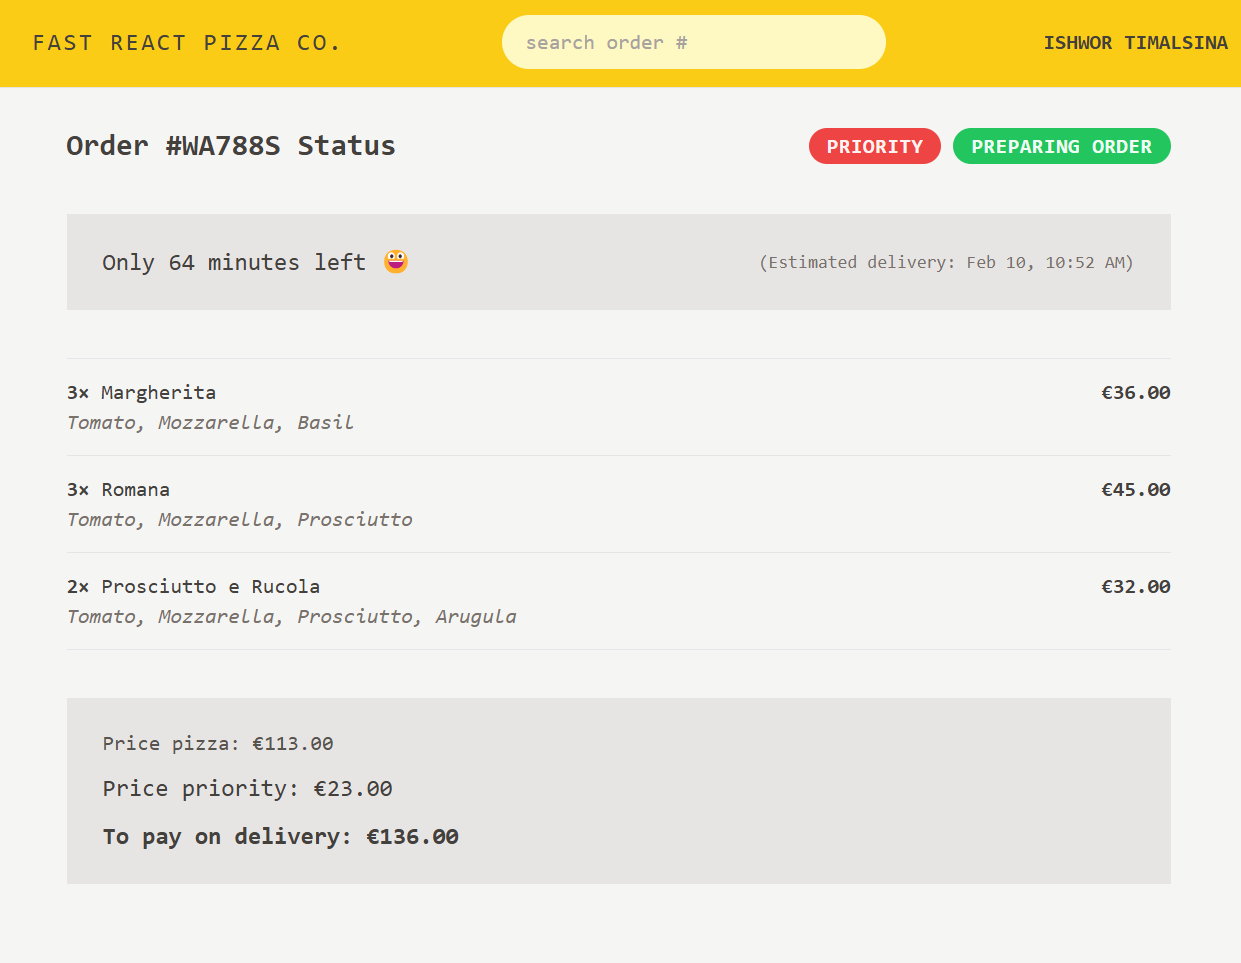 FAST REACT PIZZA CO.
search order #
ISHWOR TIMALSINA
Order #WA788S Status
PRIORITY
PREPARING ORDER
Only 64 minutes left 😀
(Estimated delivery: Feb 10, 10:52 AM)
3× Margherita
€36.00
Tomato, Mozzarella, Basil
3× Romana
€45.00
Tomato, Mozzarella, Prosciutto
2× Prosciutto e Rucola
€32.00
Tomato, Mozzarella, Prosciutto, Arugula
Price pizza: €113.00
Price priority: €23.00
To pay on delivery: €136.00